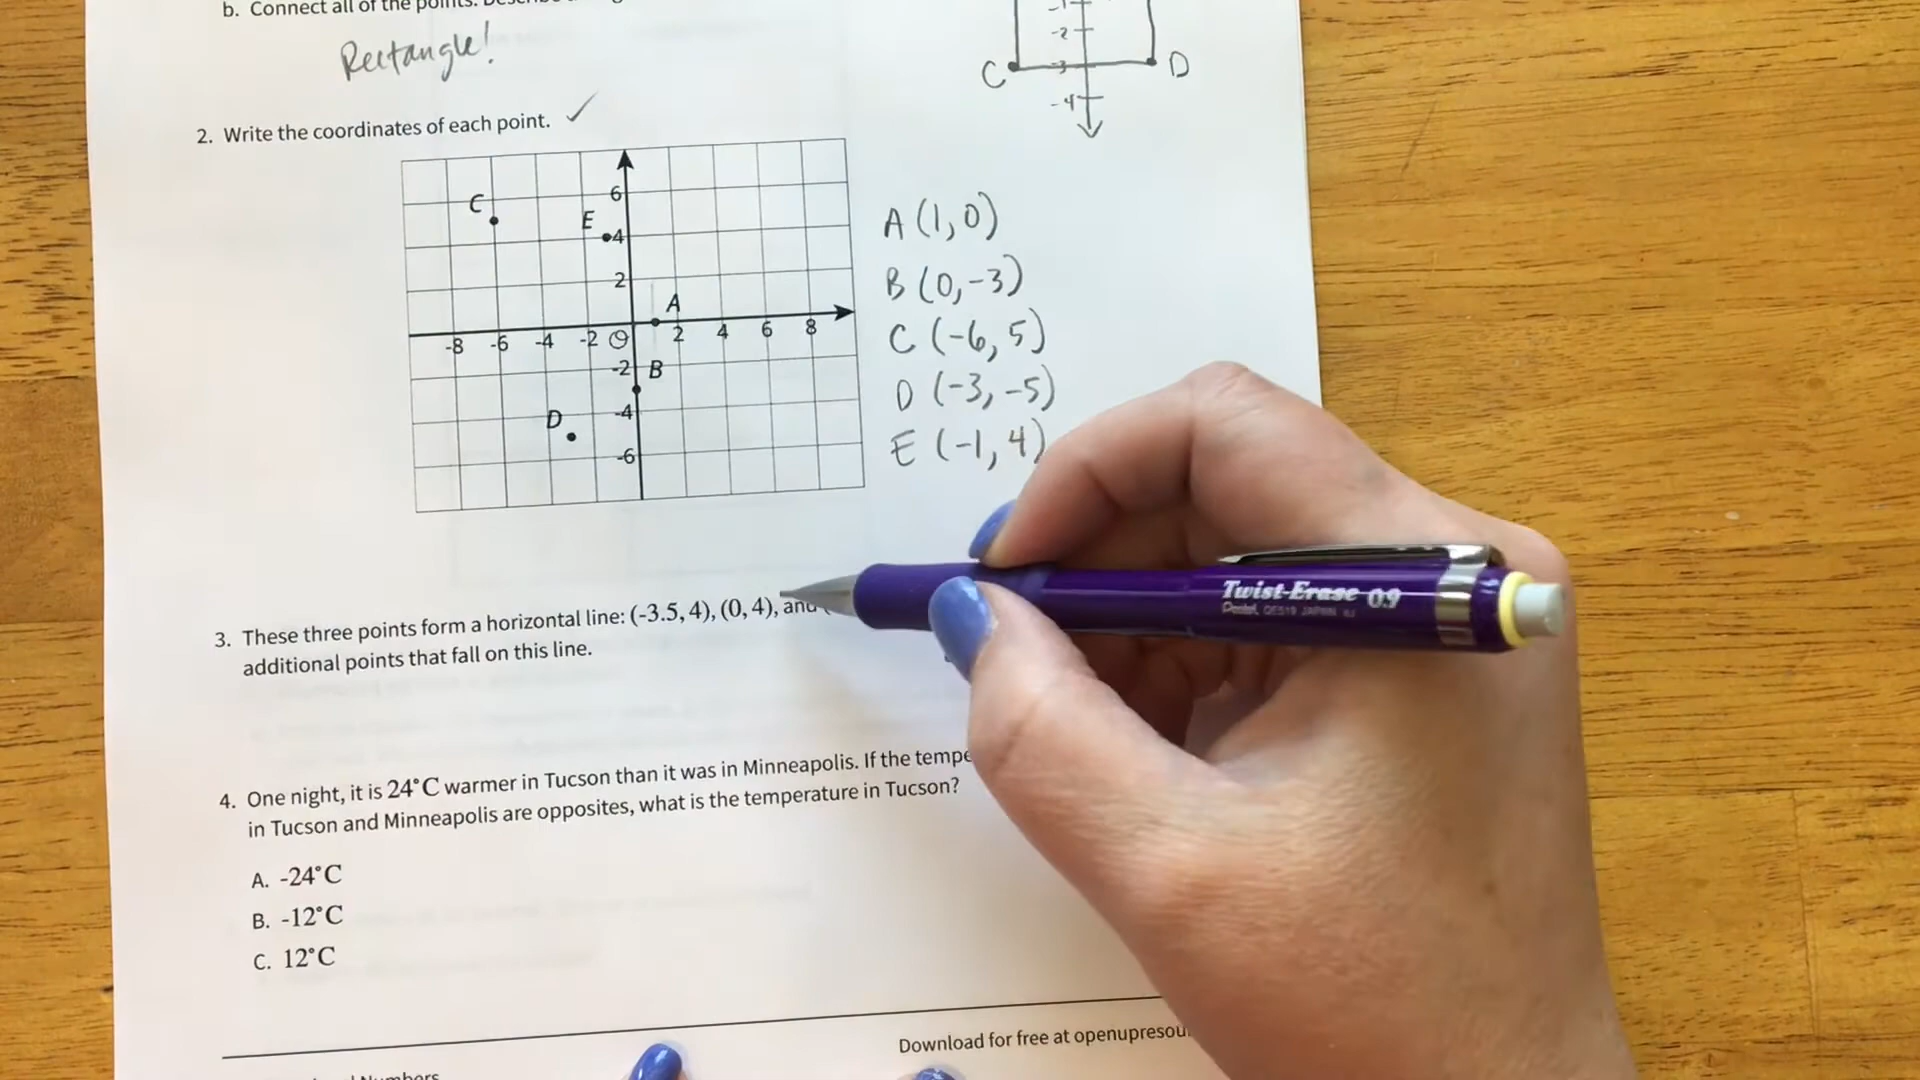 b. Connect all of the points.
Rectangle!
-1
-2
-3
-4
C
D
2. Write the coordinates of each point.
C
E
6
4
2
A
-8 -6 -4 -2 O 2 4 6 8
-2 B
-4
D
-6
A (1, 0)
B (0, -3)
C (-6, 5)
D (-3, -5)
E (-1, 4)
3. These three points form a horizontal line: (-3.5, 4), (0, 4), and
additional points that fall on this line.
4. One night, it is 24°C warmer in Tucson than it was in Minneapolis. If the
in Tucson and Minneapolis are opposites, what is the temperature in Tucson?
A. -24°C
B. -12°C
C. 12°C
Download for free at
Numbers
Twist-Erase 0.9
Pentel QE519 JAPAN